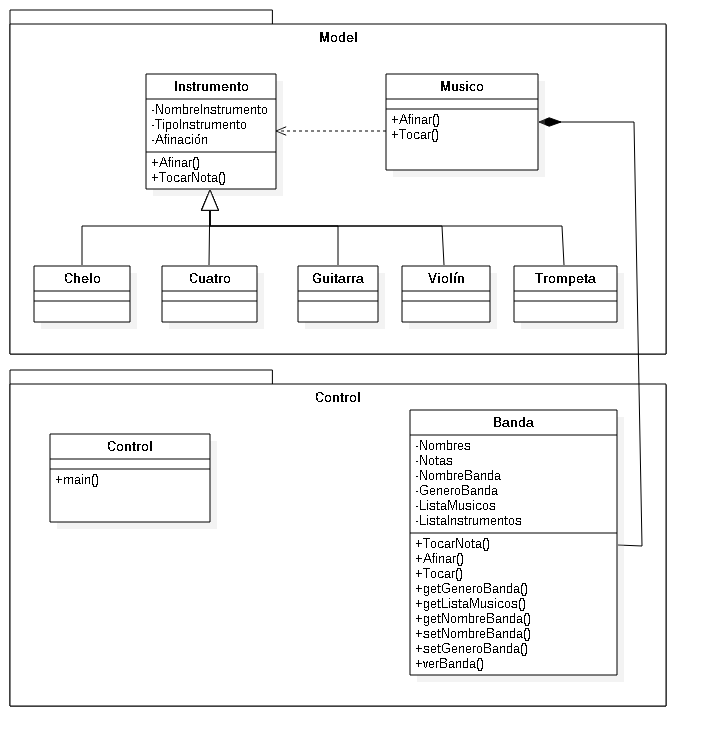 Model
Instrumento
-NombreInstrumento
-TipoInstrumento
-Afinación
+Afinar()
+TocarNota()
Musico
+Afinar()
+Tocar()
Chelo
Cuatro
Guitarra
Violín
Trompeta
Control
Control
+main()
Banda
-Nombres
-Notas
-NombreBanda
-GeneroBanda
-ListaMusicos
-ListaInstrumentos
+TocarNota()
+Afinar()
+Tocar()
+getGeneroBanda()
+getListaMusicos()
+getNombreBanda()
+setNombreBanda()
+setGeneroBanda()
+verBanda()